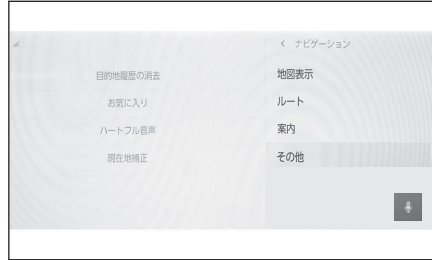 目的地履歴の消去
お気に入り
ハートフル音声
現在地補正
< ナビゲーション
地図表示
ルート
案内
その他